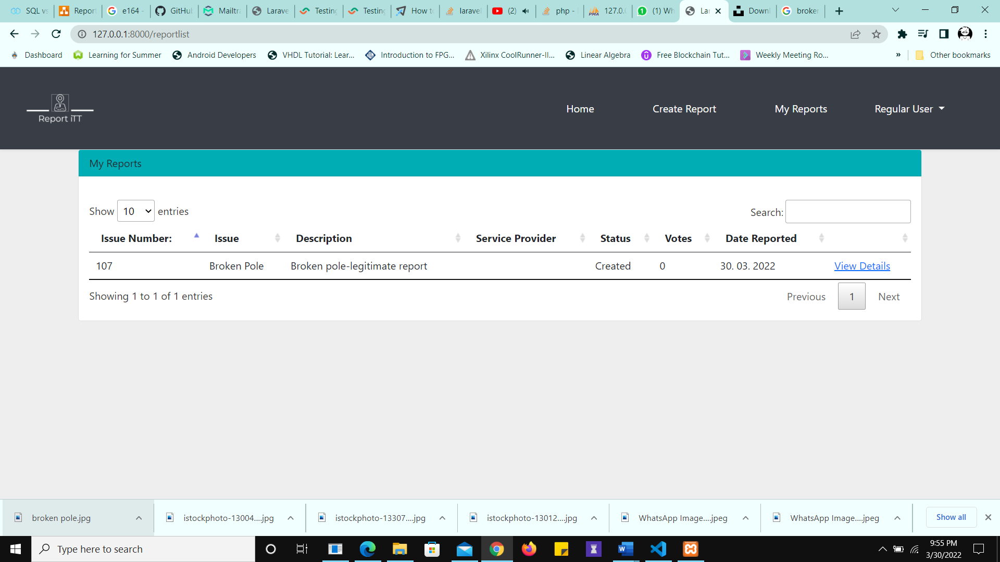 SQL vs
Report
e164 -
GitHub
Mailtra
Larave
Testing
Testing
How to
laravel
(2)
php -
127.0.0
(1) Wh
Lar
Down
broken
127.0.0.1:8000/reportlist
Dashboard
Learning for Summer
Android Developers
VHDL Tutorial: Lear...
Introduction to FPG...
Xilinx CoolRunner-II...
Linear Algebra
Free Blockchain Tut...
Weekly Meeting Ro...
»
Other bookmarks
Report iTT
Home
Create Report
My Reports
Regular User
My Reports
Show 10 entries
Search:
Issue Number: Issue Description Service Provider Status Votes Date Reported
107 Broken Pole Broken pole-legitimate report Created 0 30. 03. 2022 View Details
Showing 1 to 1 of 1 entries
Previous 1 Next
broken pole.jpg
istockphoto-13004....jpg
istockphoto-13307....jpg
istockphoto-13012....jpg
WhatsApp Image....jpeg
WhatsApp Image....jpeg
Show all
Type here to search
9:55 PM
3/30/2022